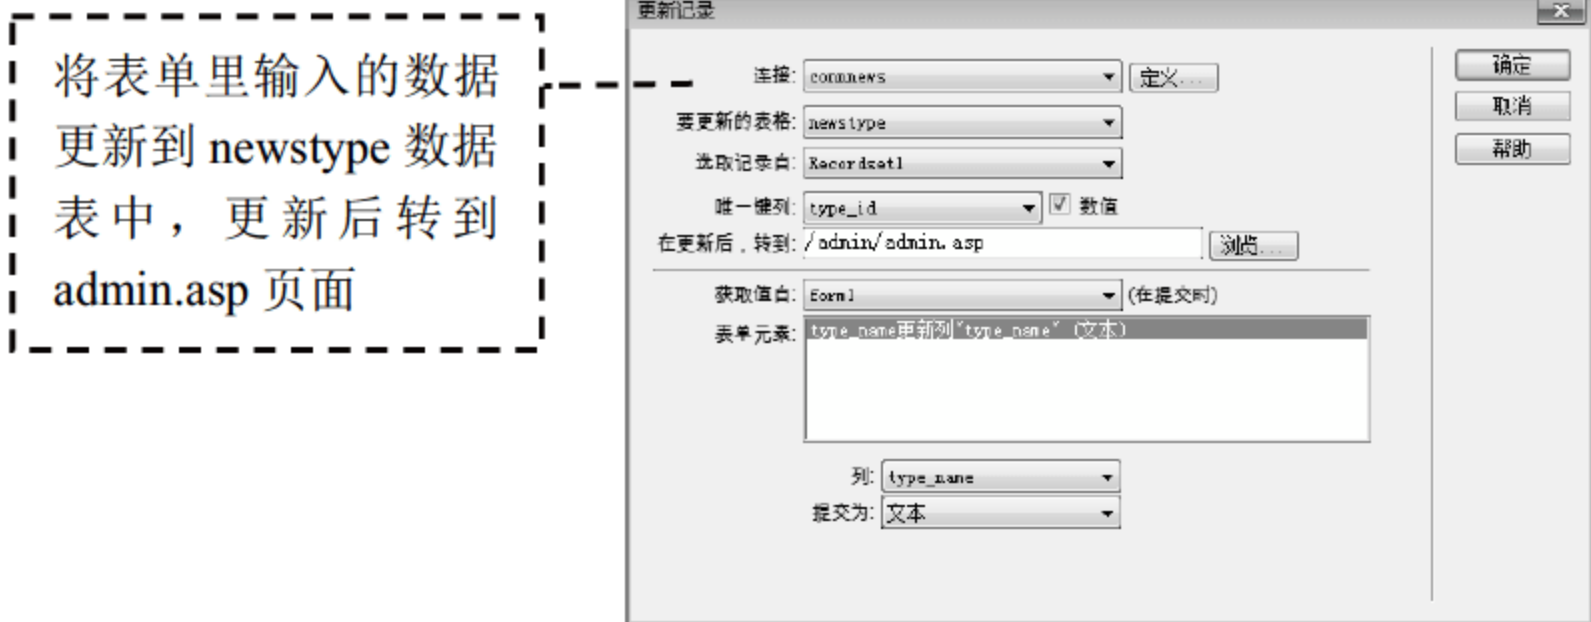 将表单里输入的数据
更新到 newstype 数据
表中，更新后转到
admin.asp 页面
更新记录
连接: connnews 定义... 确定
要更新的表格: newstype 取消
选取记录自: Recordset1 帮助
唯一键列: type_id 数值
在更新后，转到: /admin/admin.asp 浏览...
获取值自: form1 (在提交时)
表单元素: type_name更新列"type_name" (文本)
列: type_name
提交为: 文本